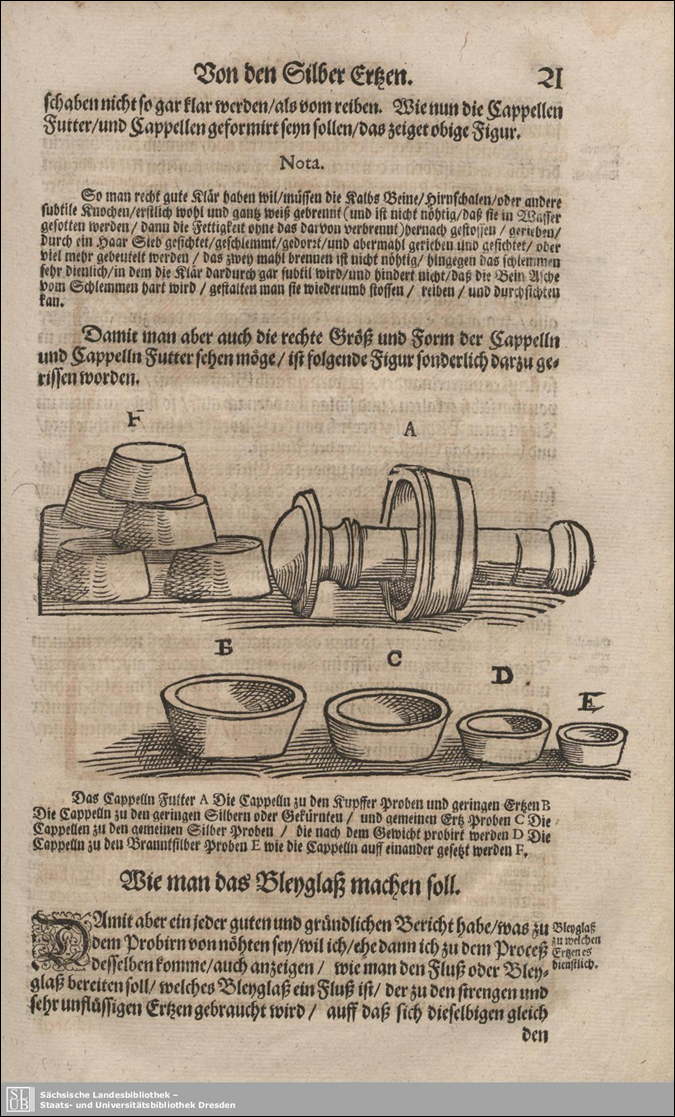 Von den Silber Ertzen. 21
schaben nicht so gar klar werden/als vom reiben. Wie nun die Cappellen
Futter/und Cappellen geformirt seyn sollen/das zeiget obige Figur.
Nota.
So man recht gute Klär haben wil/müssen die Kalbs Beine/Hirnschalen/oder andere
subtile Knochen/erstlich wohl und gantz weiß gebrennt (und ist nicht nöhtig/daß sie in Wasser
gesotten werden/ dann die Fettigkeit ohne das darvon verbrennt) hernach gestossen/ gerieben/
durch ein Haar Sieb gesichtet/geschlemmt/gedorrt/und abermahl gerieben und gesichtet/ oder
viel mehr gebeutelt werden / das zwey mahl brennen ist nicht nöhtig/ hingegen das schlemmen
sehr dienlich/in dem die Klär dardurch gar subtil wird/und hindert nicht/daß die Bein Asche
vom Schlemmen hart wird / gestalten man sie wiederumb stossen / reiben / und durchsichten
kan.
Damit man aber auch die rechte Größ und Form der Cappelln
und Cappelln Futter sehen möge/ ist folgende Figur sonderlich darzu ge-
rissen worden.
F
A
B
C
D
E
Das Cappelln Futter A Die Cappelln zu den Kupffer Proben und geringen Ertzen B
Die Cappelln zu den geringen Silbern oder Gekürnten / und gemeinen Ertz Proben C Die
Cappellen zu den gemeinen Silber Proben / die nach dem Gewicht probirt werden D Die
Cappelln zu den Brauntsilber Proben E wie die Cappelln auff einander gesetzt werden F.
Wie man das Bleyglaß machen soll.
DAmit aber ein jeder guten und gründlichen Bericht habe/was zu
dem Probirn von nöhten sey/wil ich/ehe dann ich zu dem Proceß
desselben komme/auch anzeigen / wie man den Fluß oder Bley-
glaß bereiten soll/ welches Bleyglaß ein Fluß ist/ der zu den strengen und
sehr unflüssigen Ertzen gebraucht wird / auff daß sich dieselbigen gleich
den
Bleyglaß
zu welchen
Ertzen es
dienstlich.
SLUB
Sächsische Landesbibliothek –
Staats- und Universitätsbibliothek Dresden